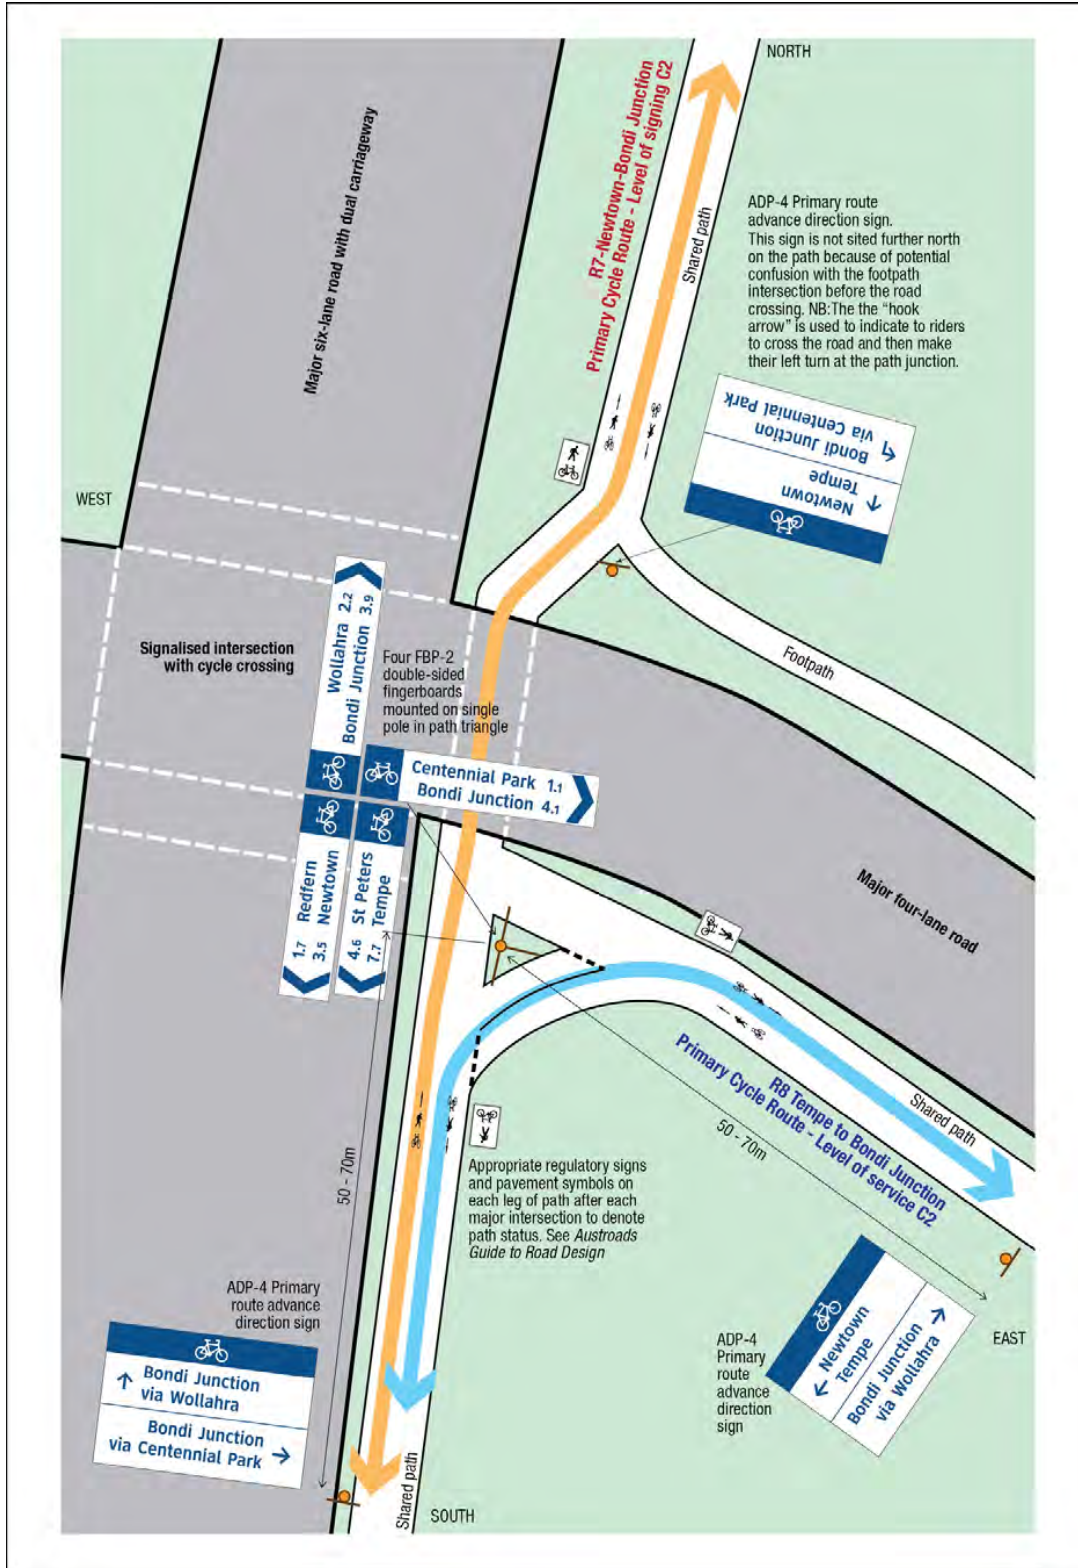 NORTH
R7-Newtown-Bondi Junction
Primary Cycle Route - Level of signing C2
Major six-lane road with dual carriageway
Shared path
ADP-4 Primary route
advance direction sign.
This sign is not sited further north
on the path because of potential
confusion with the footpath
intersection before the road
crossing. NB:The the “hook
arrow” is used to indicate to riders
to cross the road and then make
their left turn at the path junction.
Newtown
Tempe
Bondi Junction
via Centennial Park
WEST
Signalised intersection
with cycle crossing
Wollahra 2.2
Bondi Junction 3.9
Four FBP-2
double-sided
fingerboards
mounted on single
pole in path triangle
Footpath
Centennial Park 1.1
Bondi Junction 4.1
1.7 Redfern
3.5 Newtown
4.6 St Peters
7.7 Tempe
Major four-lane road
R8 Tempe to Bondi Junction
Primary Cycle Route - Level of service C2
Shared path
50 - 70m
50 - 70m
Appropriate regulatory signs
and pavement symbols on
each leg of path after each
major intersection to denote
path status. See Austroads
Guide to Road Design
ADP-4 Primary
route advance
direction sign
Bondi Junction
via Wollahra
Bondi Junction
via Centennial Park
ADP-4
Primary
route
advance
direction
sign
Newtown
Tempe
Bondi Junction
via Wollahra
EAST
Shared path
SOUTH